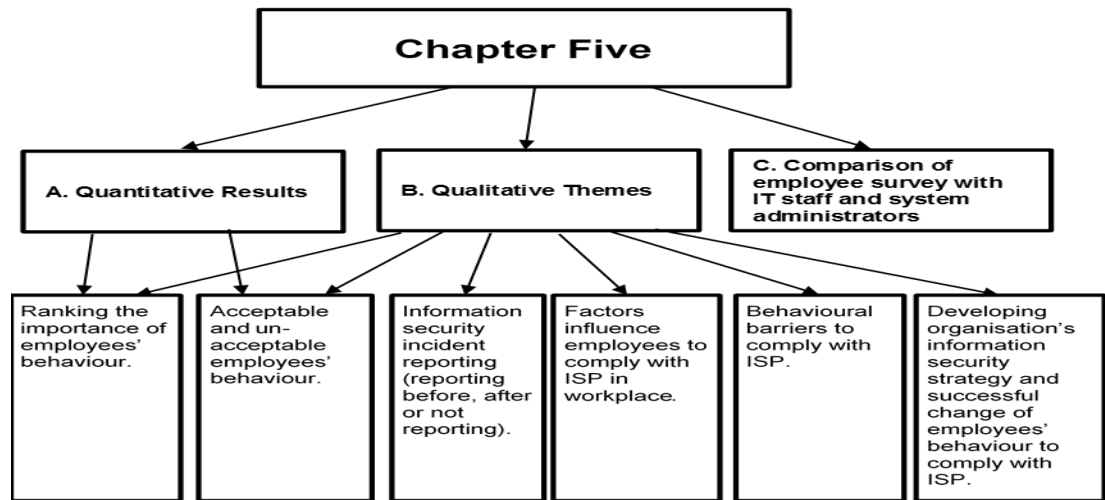 Chapter Five
A. Quantitative Results
B. Qualitative Themes
C. Comparison of
employee survey with
IT staff and system
administrators
Ranking the
importance of
employees'
behaviour.
Acceptable
and un-
acceptable
employees'
behaviour.
Information
security
incident
reporting
(reporting
before, after
or not
reporting).
Factors
influence
employees to
comply with
ISP in
workplace.
Behavioural
barriers to
comply with
ISP.
Developing
organisation's
information
security
strategy and
successful
change of
employees'
behaviour to
comply with
ISP.